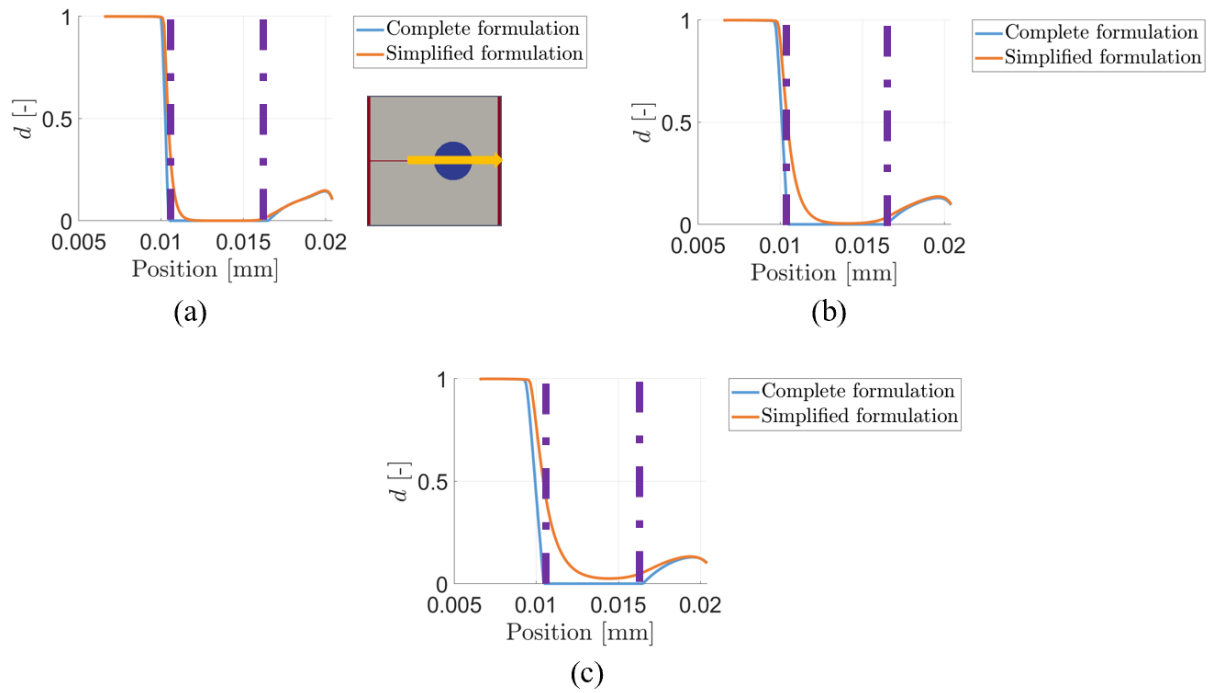 1
0.5
0
d [-]
0.005 0.01 0.015 0.02
Position [mm]
Complete formulation
Simplified formulation
(a)
1
0.5
0
d [-]
0.005 0.01 0.015 0.02
Position [mm]
Complete formulation
Simplified formulation
(b)
1
0.5
0
d [-]
0.005 0.01 0.015 0.02
Position [mm]
Complete formulation
Simplified formulation
(c)